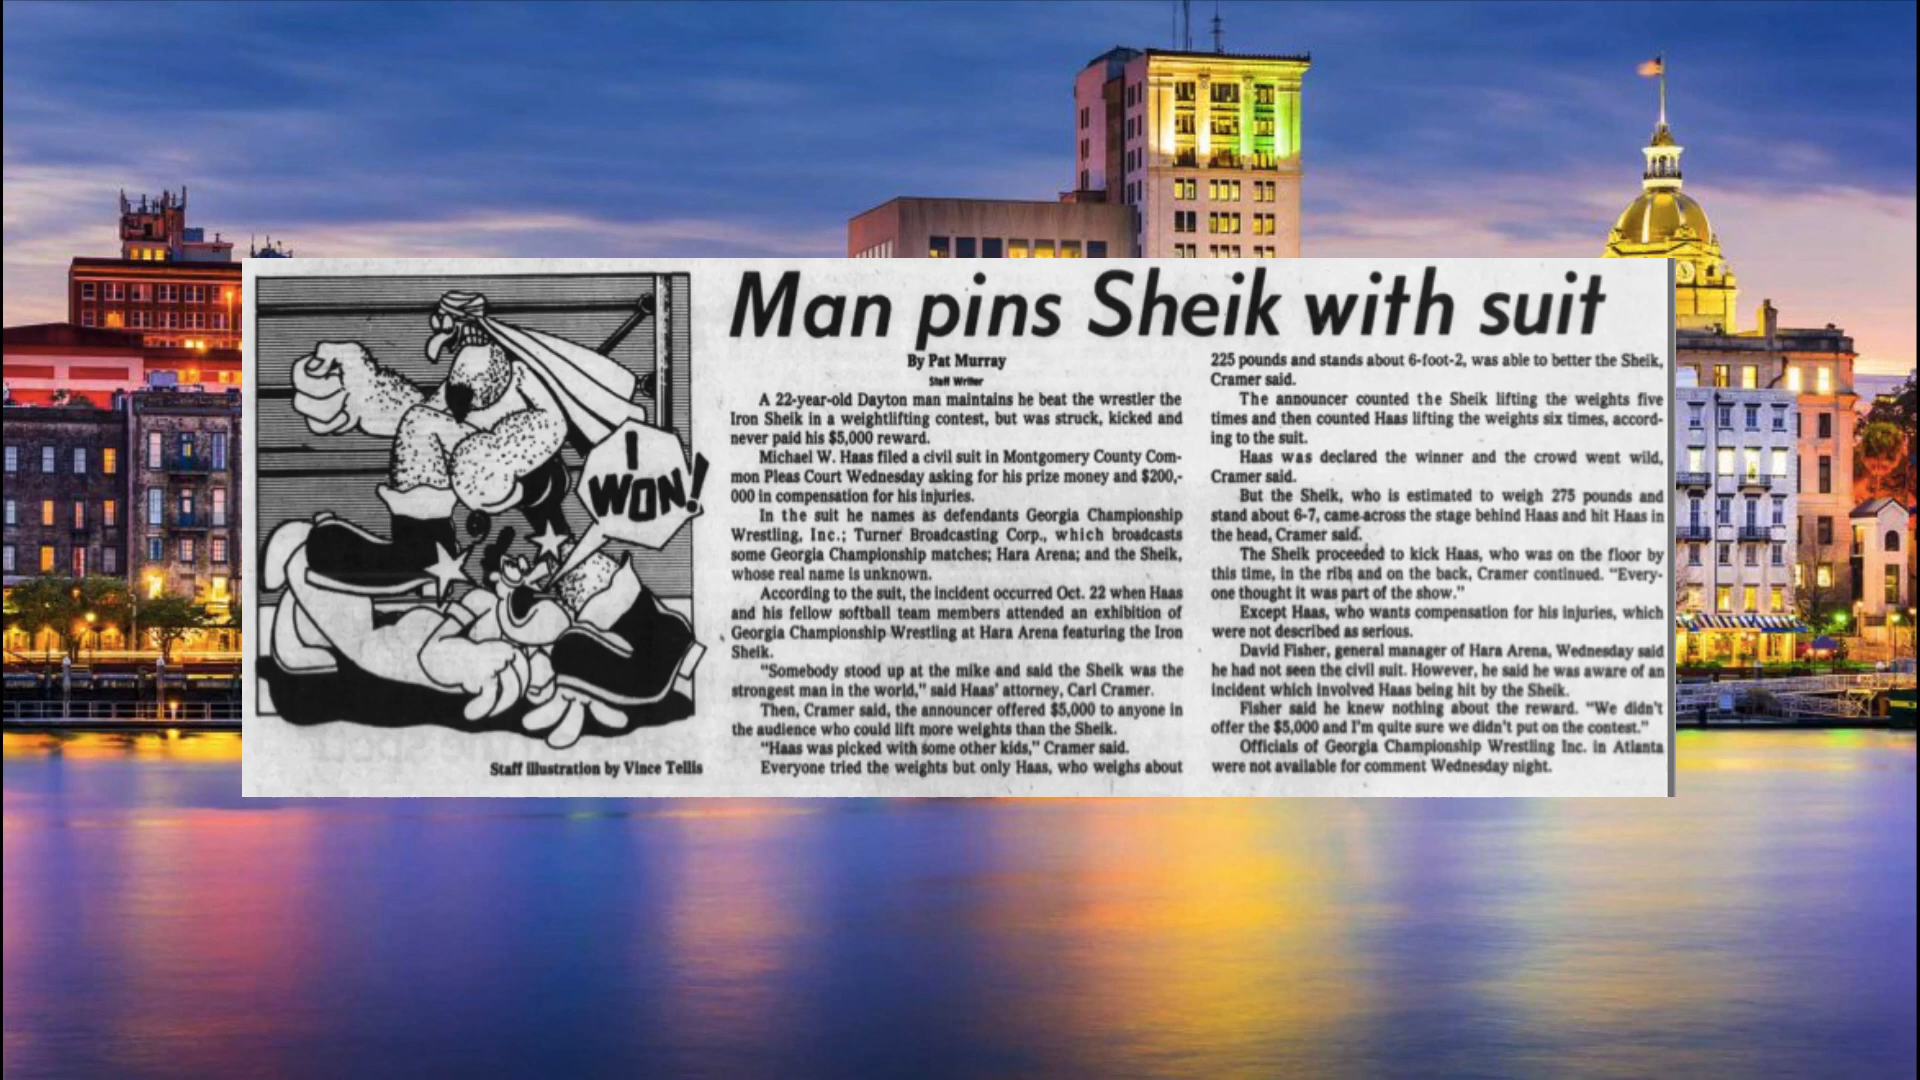 Man pins Sheik with suit
I
WON!
Staff illustration by Vince Tellis
By Pat Murray
Staff Writer
A 22-year-old Dayton man maintains he beat the wrestler the
Iron Sheik in a weightlifting contest, but was struck, kicked and
never paid his $5,000 reward.
Michael W. Haas filed a civil suit in Montgomery County Com-
mon Pleas Court Wednesday asking for his prize money and $200,-
000 in compensation for his injuries.
In the suit he names as defendants Georgia Championship
Wrestling, Inc.; Turner Broadcasting Corp., which broadcasts
some Georgia Championship matches; Hara Arena; and the Sheik,
whose real name is unknown.
According to the suit, the incident occurred Oct. 22 when Haas
and his fellow softball team members attended an exhibition of
Georgia Championship Wrestling at Hara Arena featuring the Iron
Sheik.
"Somebody stood up at the mike and said the Sheik was the
strongest man in the world," said Haas' attorney, Carl Cramer.
Then, Cramer said, the announcer offered $5,000 to anyone in
the audience who could lift more weights than the Sheik.
"Haas was picked with some other kids," Cramer said.
Everyone tried the weights but only Haas, who weighs about
225 pounds and stands about 6-foot-2, was able to better the Sheik,
Cramer said.
The announcer counted the Sheik lifting the weights five
times and then counted Haas lifting the weights six times, accord-
ing to the suit.
Haas was declared the winner and the crowd went wild,
Cramer said.
But the Sheik, who is estimated to weigh 275 pounds and
stand about 6-7, came across the stage behind Haas and hit Haas in
the head, Cramer said.
The Sheik proceeded to kick Haas, who was on the floor by
this time, in the ribs and on the back, Cramer continued. "Every-
one thought it was part of the show."
Except Haas, who wants compensation for his injuries, which
were not described as serious.
David Fisher, general manager of Hara Arena, Wednesday said
he had not seen the civil suit. However, he said he was aware of an
incident which involved Haas being hit by the Sheik.
Fisher said he knew nothing about the reward. "We didn't
offer the $5,000 and I'm quite sure we didn't put on the contest."
Officials of Georgia Championship Wrestling Inc. in Atlanta
were not available for comment Wednesday night.